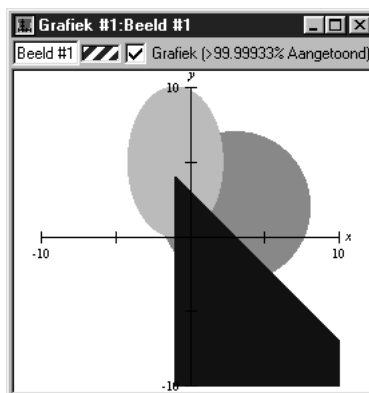 Grafiek #1:Beeld #1
Beeld #1 Grafiek (>99.99933% Aangetoond)
y
10
x
-10
10
-10